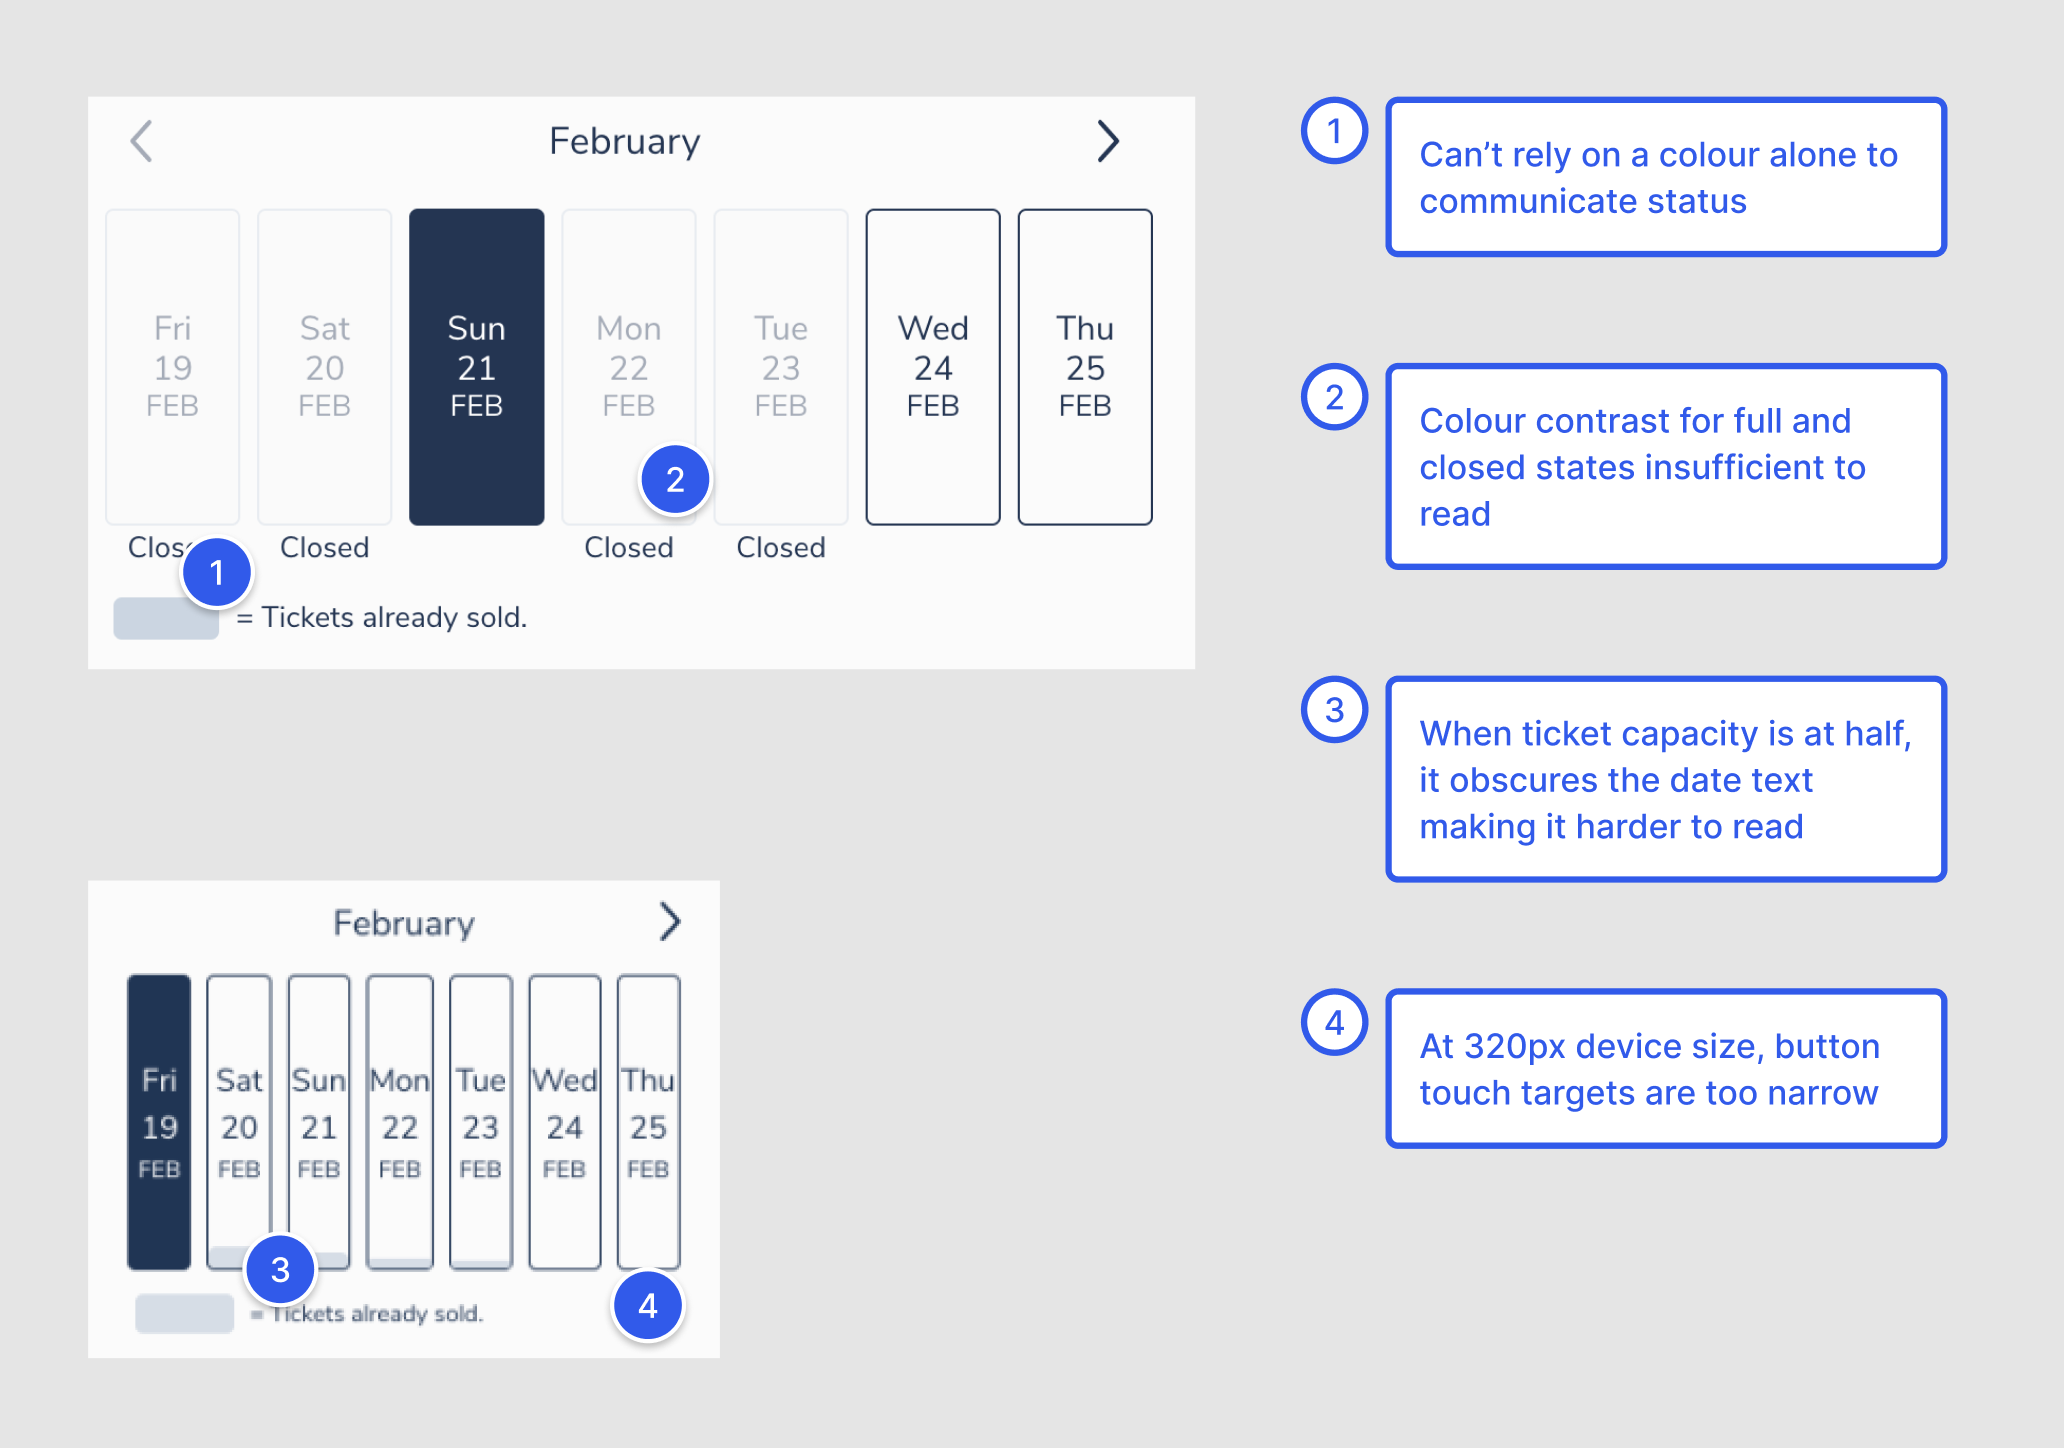 February
Fri Sat Sun Mon Tue Wed Thu
19 20 21 22 23 24 25
FEB FEB FEB FEB FEB FEB FEB
2
Closed Closed Closed
1
= Tickets already sold.
February
Fri Sat Sun Mon Tue Wed Thu
19 20 21 22 23 24 25
FEB FEB FEB FEB FEB FEB FEB
3
4
= Tickets already sold.
1
Can’t rely on a colour alone to
communicate status
2
Colour contrast for full and
closed states insufficient to
read
3
When ticket capacity is at half,
it obscures the date text
making it harder to read
4
At 320px device size, button
touch targets are too narrow